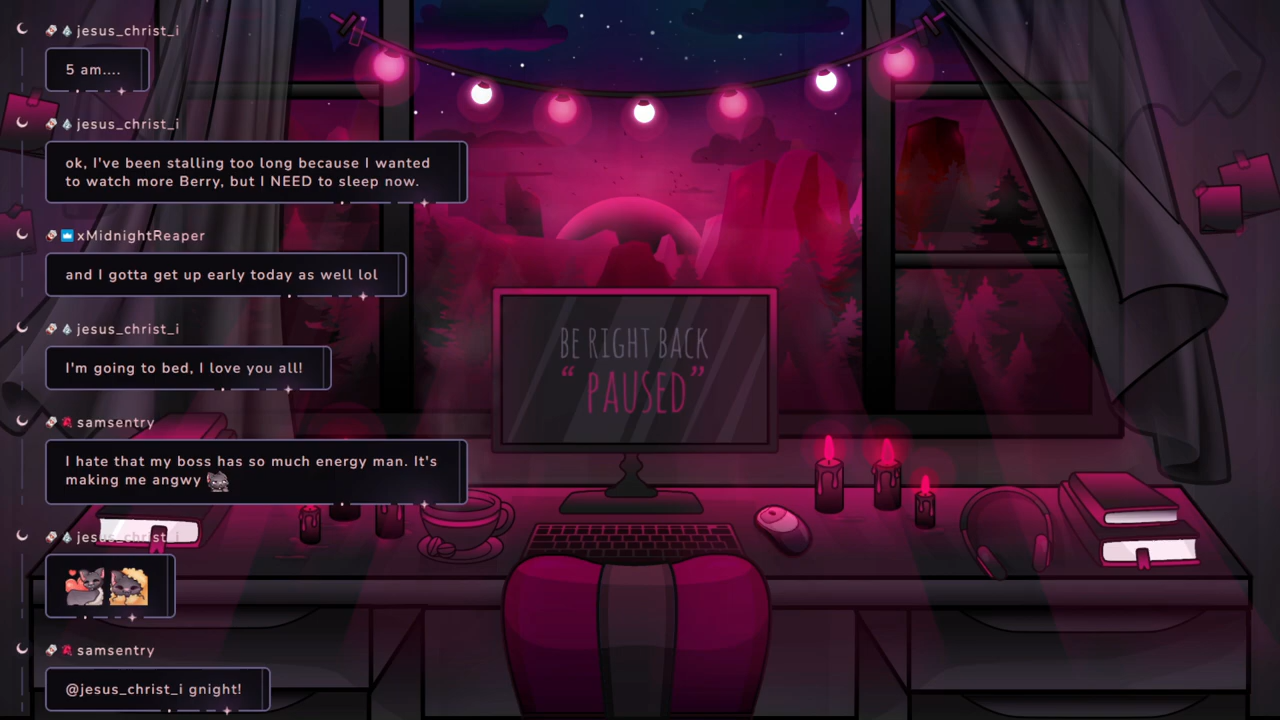 jesus_christ_i
5 am....
jesus_christ_i
ok, I've been stalling too long because I wanted
to watch more Berry, but I NEED to sleep now.
xMidnightReaper
and I gotta get up early today as well lol
jesus_christ_i
I'm going to bed, I love you all!
samsentry
I hate that my boss has so much energy man. It's
making me angwy
jesus_christ_i
samsentry
@jesus_christ_i gnight!
BE RIGHT BACK
“ PAUSED”